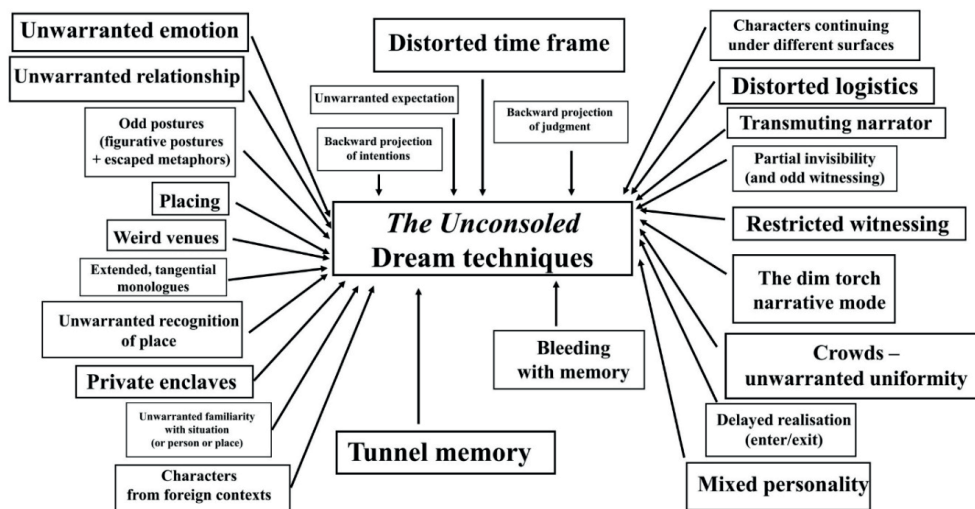 Unwarranted emotion
Unwarranted relationship
Odd postures
(figurative postures
+ escaped metaphors)
Placing
Weird venues
Extended, tangential
monologues
Unwarranted recognition
of place
Private enclaves
Unwarranted familiarity
with situation
(or person or place)
Characters
from foreign contexts
Distorted time frame
Unwarranted expectation
Backward projection
of intentions
Backward projection
of judgment
The Unconsoled
Dream techniques
Tunnel memory
Bleeding
with memory
Characters continuing
under different surfaces
Distorted logistics
Transmuting narrator
Partial invisibility
(and odd witnessing)
Restricted witnessing
The dim torch
narrative mode
Crowds –
unwarranted uniformity
Delayed realisation
(enter/exit)
Mixed personality